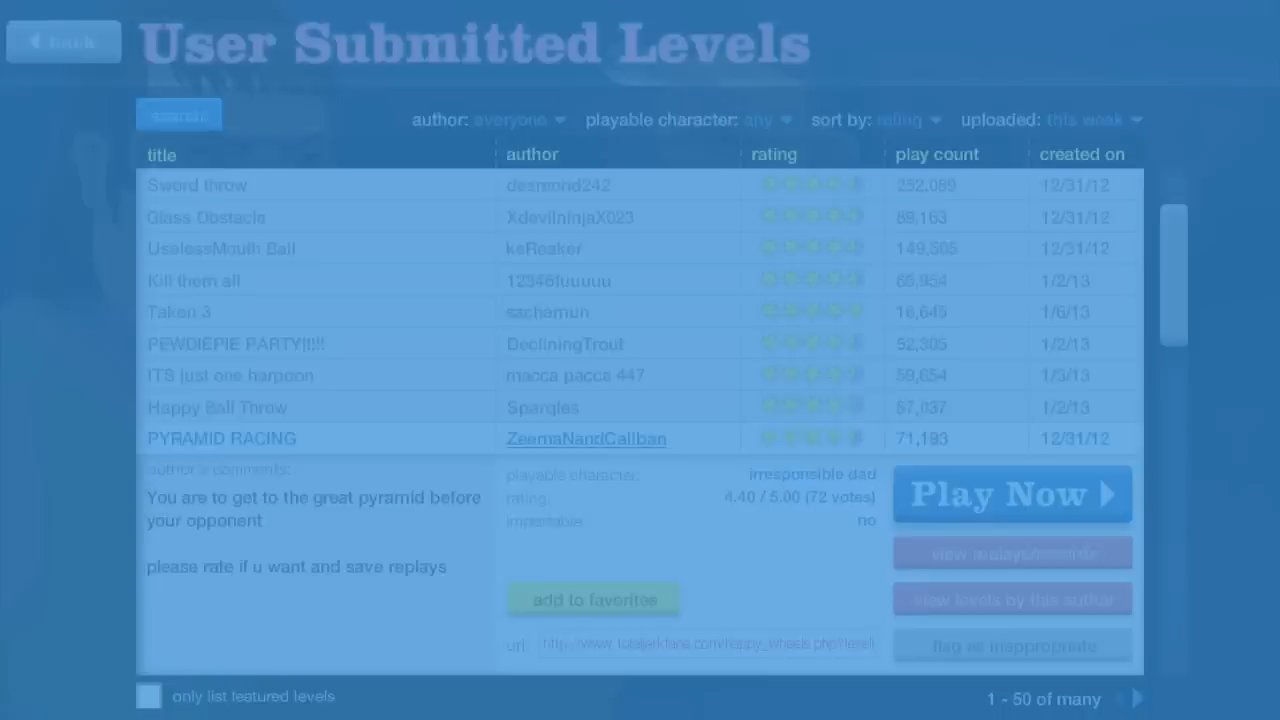 back
User Submitted Levels
search
author: everyone playable character: any sort by: rating uploaded: this week
title author rating play count created on
Sword throw desmond242 252,089 12/31/12
Glass Obstacle XdevilninjaX023 89,163 12/31/12
UselessMouth Ball keRoaker 12/31/12
Kill them all 12346fuuuuu 1/2/13
Taken 3 sachemun 16,645 1/6/13
PEWDIEPIE PARTY!!!!! DecliningTrout 52,305 1/2/13
ITS just one harpoon macca pacca 447 59,654 1/3/13
Happy Ball Throw Sparqles 87,037 1/2/13
PYRAMID RACING ZeemaNandCallban 71,193 12/31/12
author's comments: playable character: irresponsible dad
You are to get to the great pyramid before rating: 4.40 / 5.00 (72 votes) Play Now
your opponent importable: no
view replays/records
please rate if u want and save replays
add to favorites view levels by this author
url: http://www.totaljerkface.com/happy_wheels.php?level flag as inappropriate
only list featured levels 1 - 50 of many